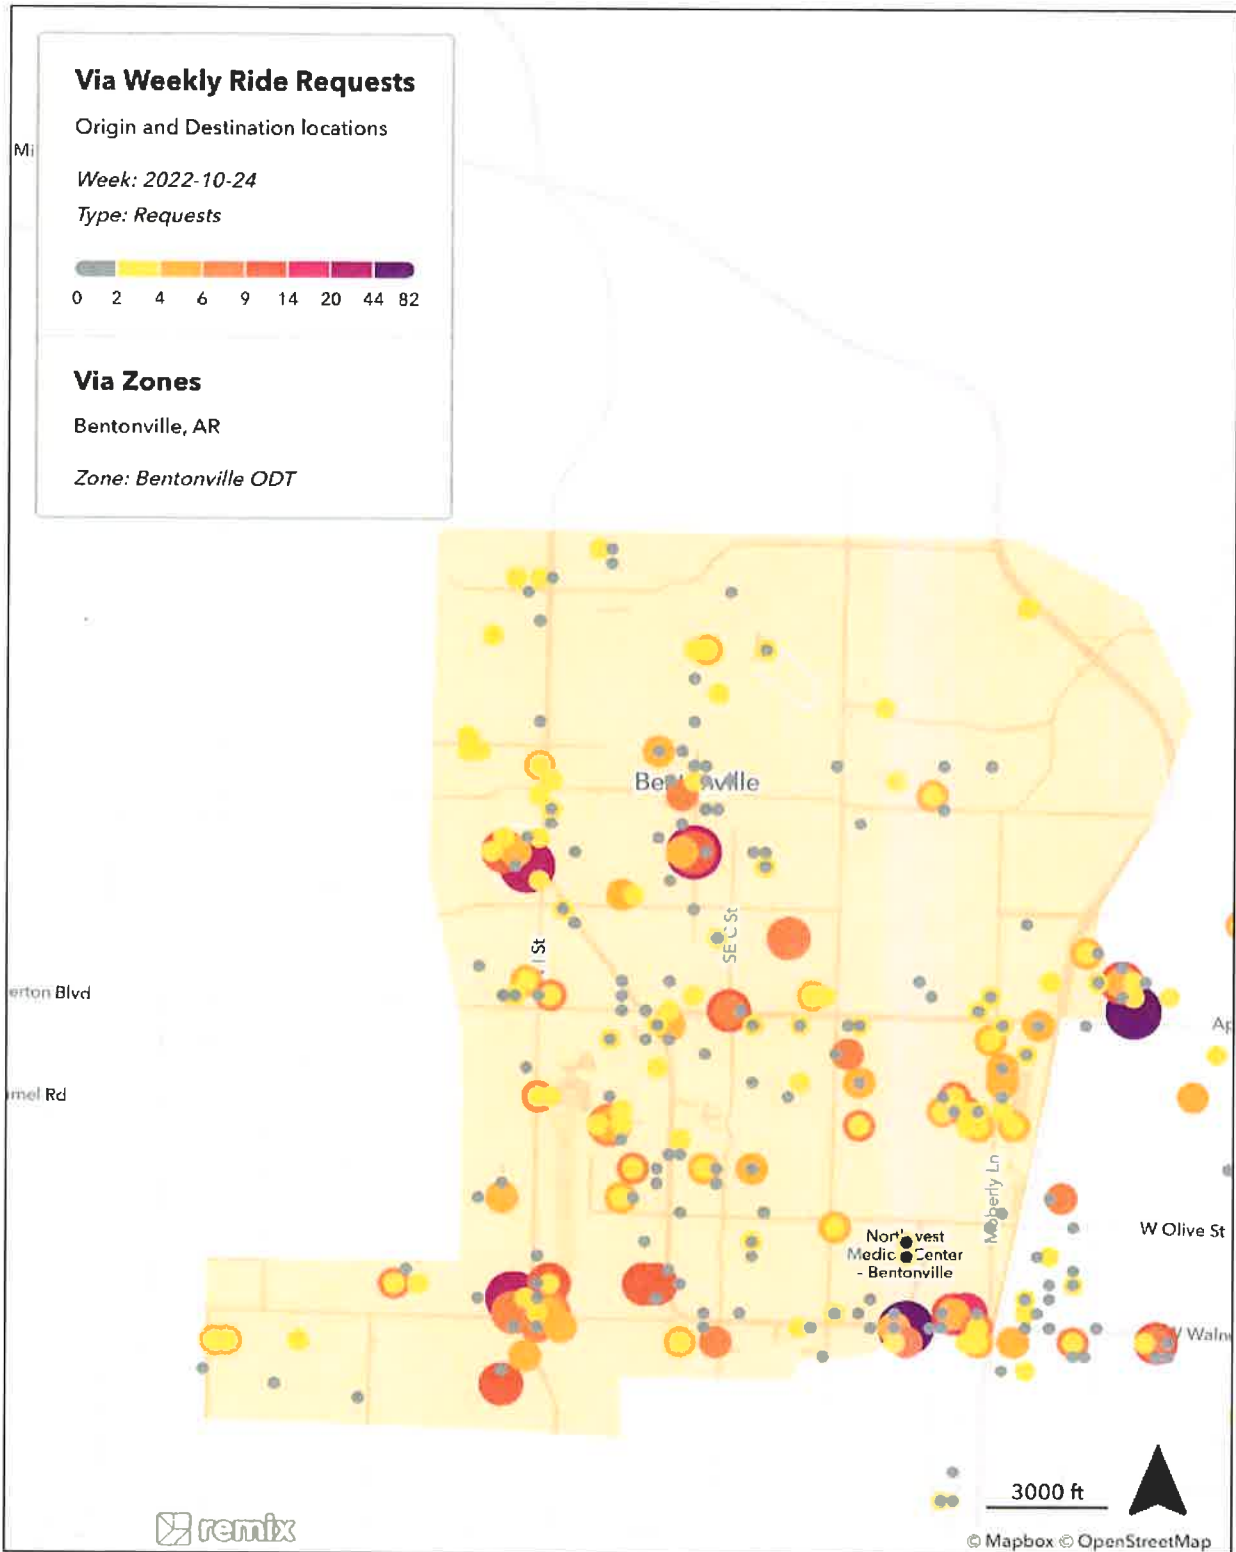 Via Weekly Ride Requests
Origin and Destination locations
Mi
Week: 2022-10-24
Type: Requests
0 2 4 6 9 14 20 44 82
Via Zones
Bentonville, AR
Zone: Bentonville ODT
SE C St
I St
erton Blvd
mel Rd
Moberly Ln
W Olive St
Medic Center
- Bentonville
3000 ft
remix
© Mapbox © OpenStreetMap